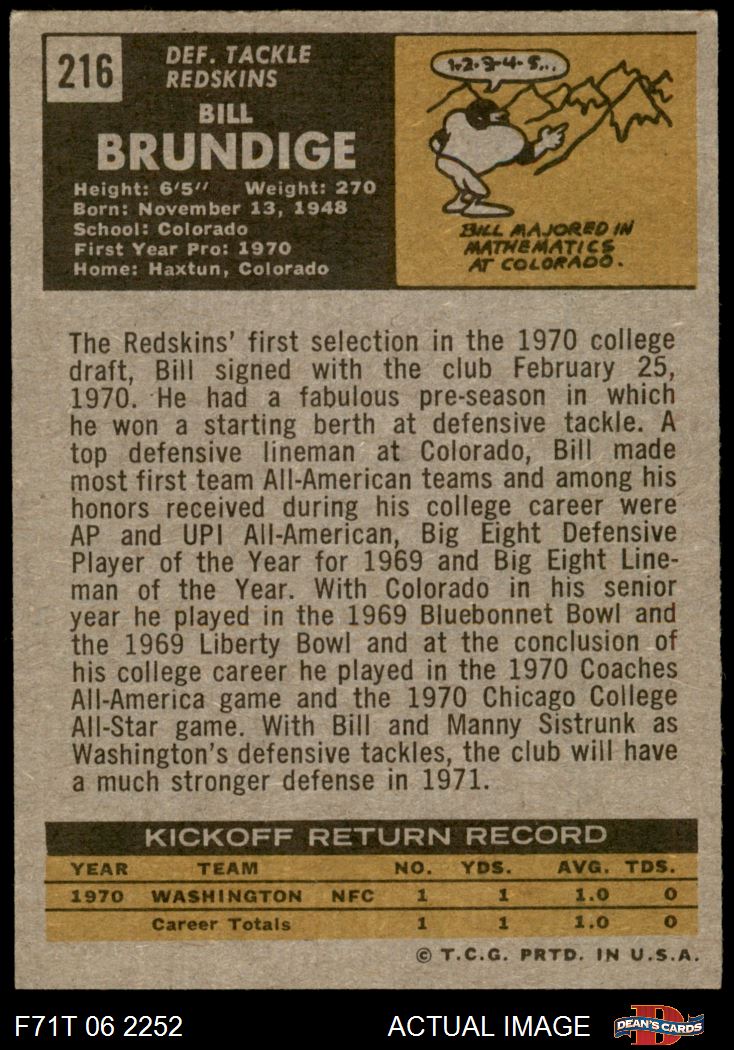 216
DEF. TACKLE
REDSKINS
BILL
BRUNDIGE
Height: 6'5" Weight: 270
Born: November 13, 1948
School: Colorado
First Year Pro: 1970
Home: Haxtun, Colorado
1-2-3-4-5...
BILL MAJORED IN
MATHEMATICS
AT COLORADO.
The Redskins' first selection in the 1970 college
draft, Bill signed with the club February 25,
1970. He had a fabulous pre-season in which
he won a starting berth at defensive tackle. A
top defensive lineman at Colorado, Bill made
most first team All-American teams and among his
honors received during his college career were
AP and UPI All-American, Big Eight Defensive
Player of the Year for 1969 and Big Eight Line-
man of the Year. With Colorado in his senior
year he played in the 1969 Bluebonnet Bowl and
the 1969 Liberty Bowl and at the conclusion of
his college career he played in the 1970 Coaches
All-America game and the 1970 Chicago College
All-Star game. With Bill and Manny Sistrunk as
Washington's defensive tackles, the club will have
a much stronger defense in 1971.
KICKOFF RETURN RECORD
YEAR TEAM NO. YDS. AVG. TDS.
1970 WASHINGTON NFC 1 1 1.0 0
Career Totals 1 1 1.0 0
© T.C.G. PRTD. IN U.S.A.
F71T 06 2252 ACTUAL IMAGE D DEAN'S CARDS